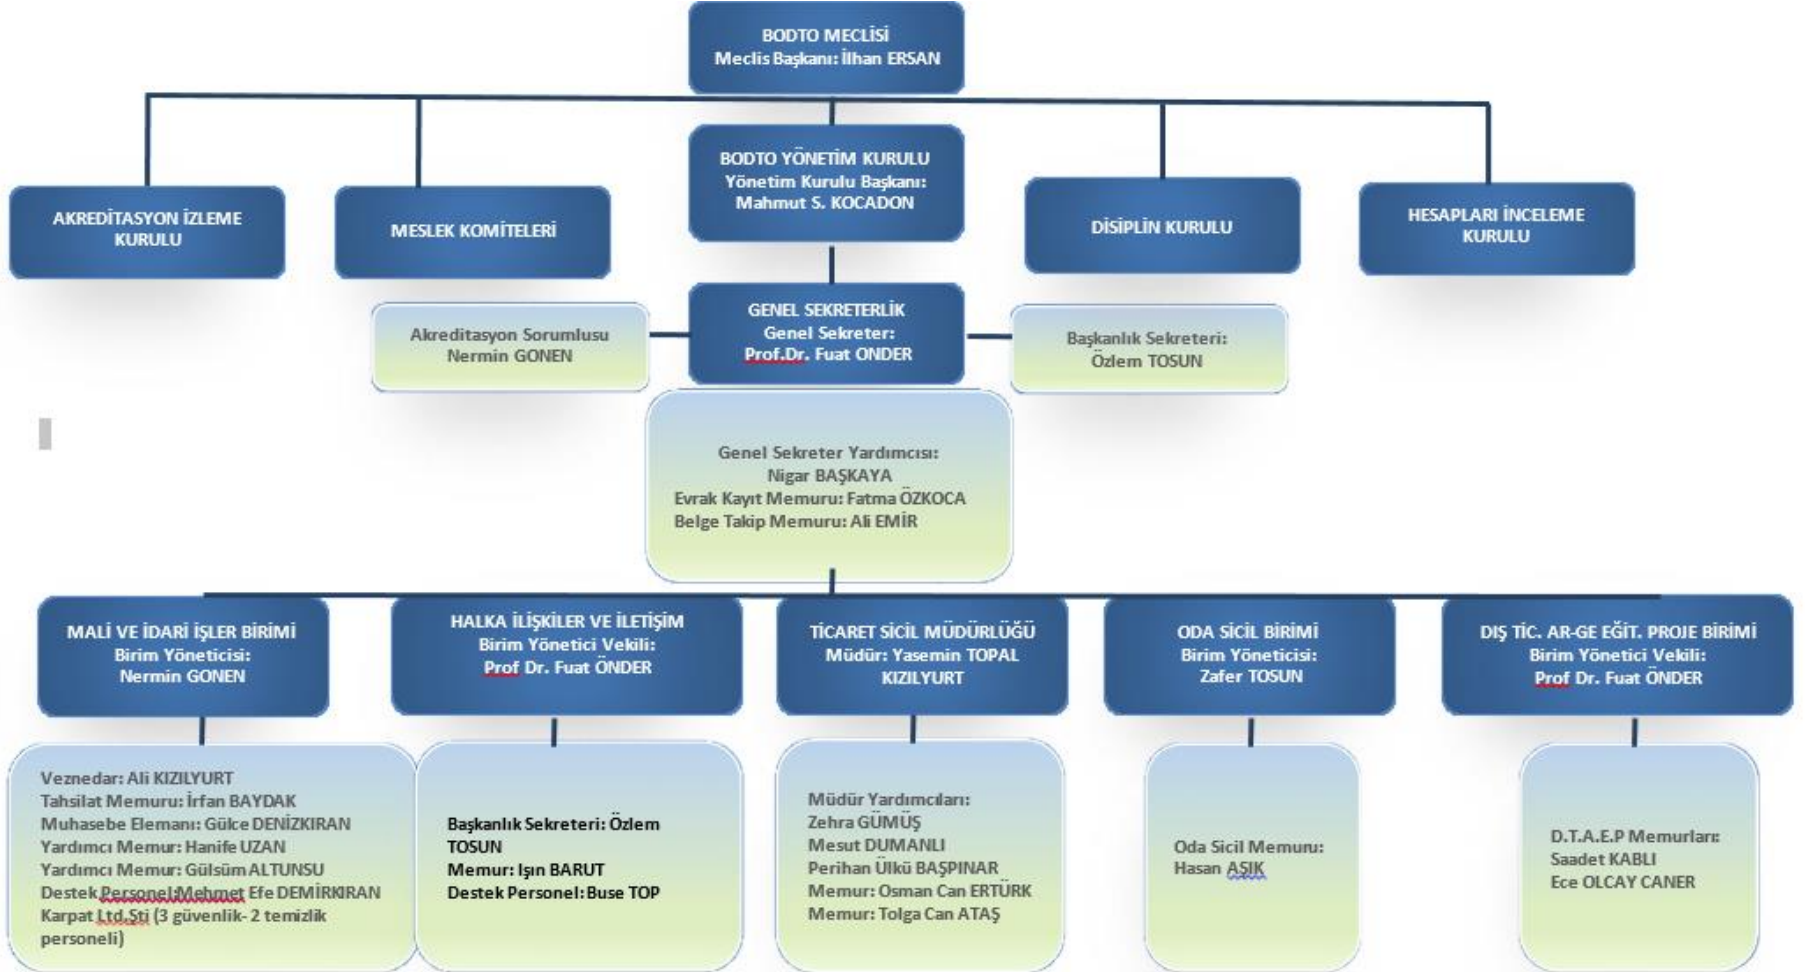 BODTO MECLİSİ
Meclis Başkanı: İlhan ERSAN
BODTO YÖNETİM KURULU
Yönetim Kurulu Başkanı:
Mahmut S. KOCADON
AKREDİTASYON İZLEME
KURULU
MESLEK KOMİTELERİ
DİSİPLİN KURULU
HESAPLARI İNCELEME
KURULU
GENEL SEKRETERLİK
Genel Sekreter:
Prof.Dr. Fuat ONDER
Akreditasyon Sorumlusu
Nermin GONEN
Başkanlık Sekreteri:
Özlem TOSUN
Genel Sekreter Yardımcısı:
Nigar BAŞKAYA
Evrak Kayıt Memuru: Fatma ÖZKOCA
Belge Takip Memuru: Ali EMİR
MALİ VE İDARİ İŞLER BİRİMİ
Birim Yöneticisi:
Nermin GONEN
HALKA İLİŞKİLER VE İLETİŞİM
Birim Yönetici Vekili:
Prof Dr. Fuat ÖNDER
TİCARET SİCİL MÜDÜRLÜĞÜ
Müdür: Yasemin TOPAL
KIZILYURT
ODA SİCİL BİRİMİ
Birim Yöneticisi:
Zafer TOSUN
DIŞ TİC. AR-GE EĞİT. PROJE BİRİMİ
Birim Yönetici Vekili:
Prof Dr. Fuat ÖNDER
Veznedar: Ali KIZILYURT
Tahsilat Memuru: İrfan BAYDAK
Muhasebe Elemanı: Gülce DENİZKIRAN
Yardımcı Memur: Hanife UZAN
Yardımcı Memur: Gülsüm ALTUNSU
Destek Personel:Mehmet Efe DEMİRKIRAN
Karpat Ltd.Şti (3 güvenlik- 2 temizlik
personeli)
Başkanlık Sekreteri: Özlem
TOSUN
Memur: Işın BARUT
Destek Personel: Buse TOP
Müdür Yardımcıları:
Zehra GÜMÜŞ
Mesut DUMANLI
Perihan Ülkü BAŞPINAR
Memur: Osman Can ERTÜRK
Memur: Tolga Can ATAŞ
Oda Sicil Memuru:
Hasan AŞIK
D.T.A.E.P Memurları:
Saadet KABLI
Ece OLCAY CANER